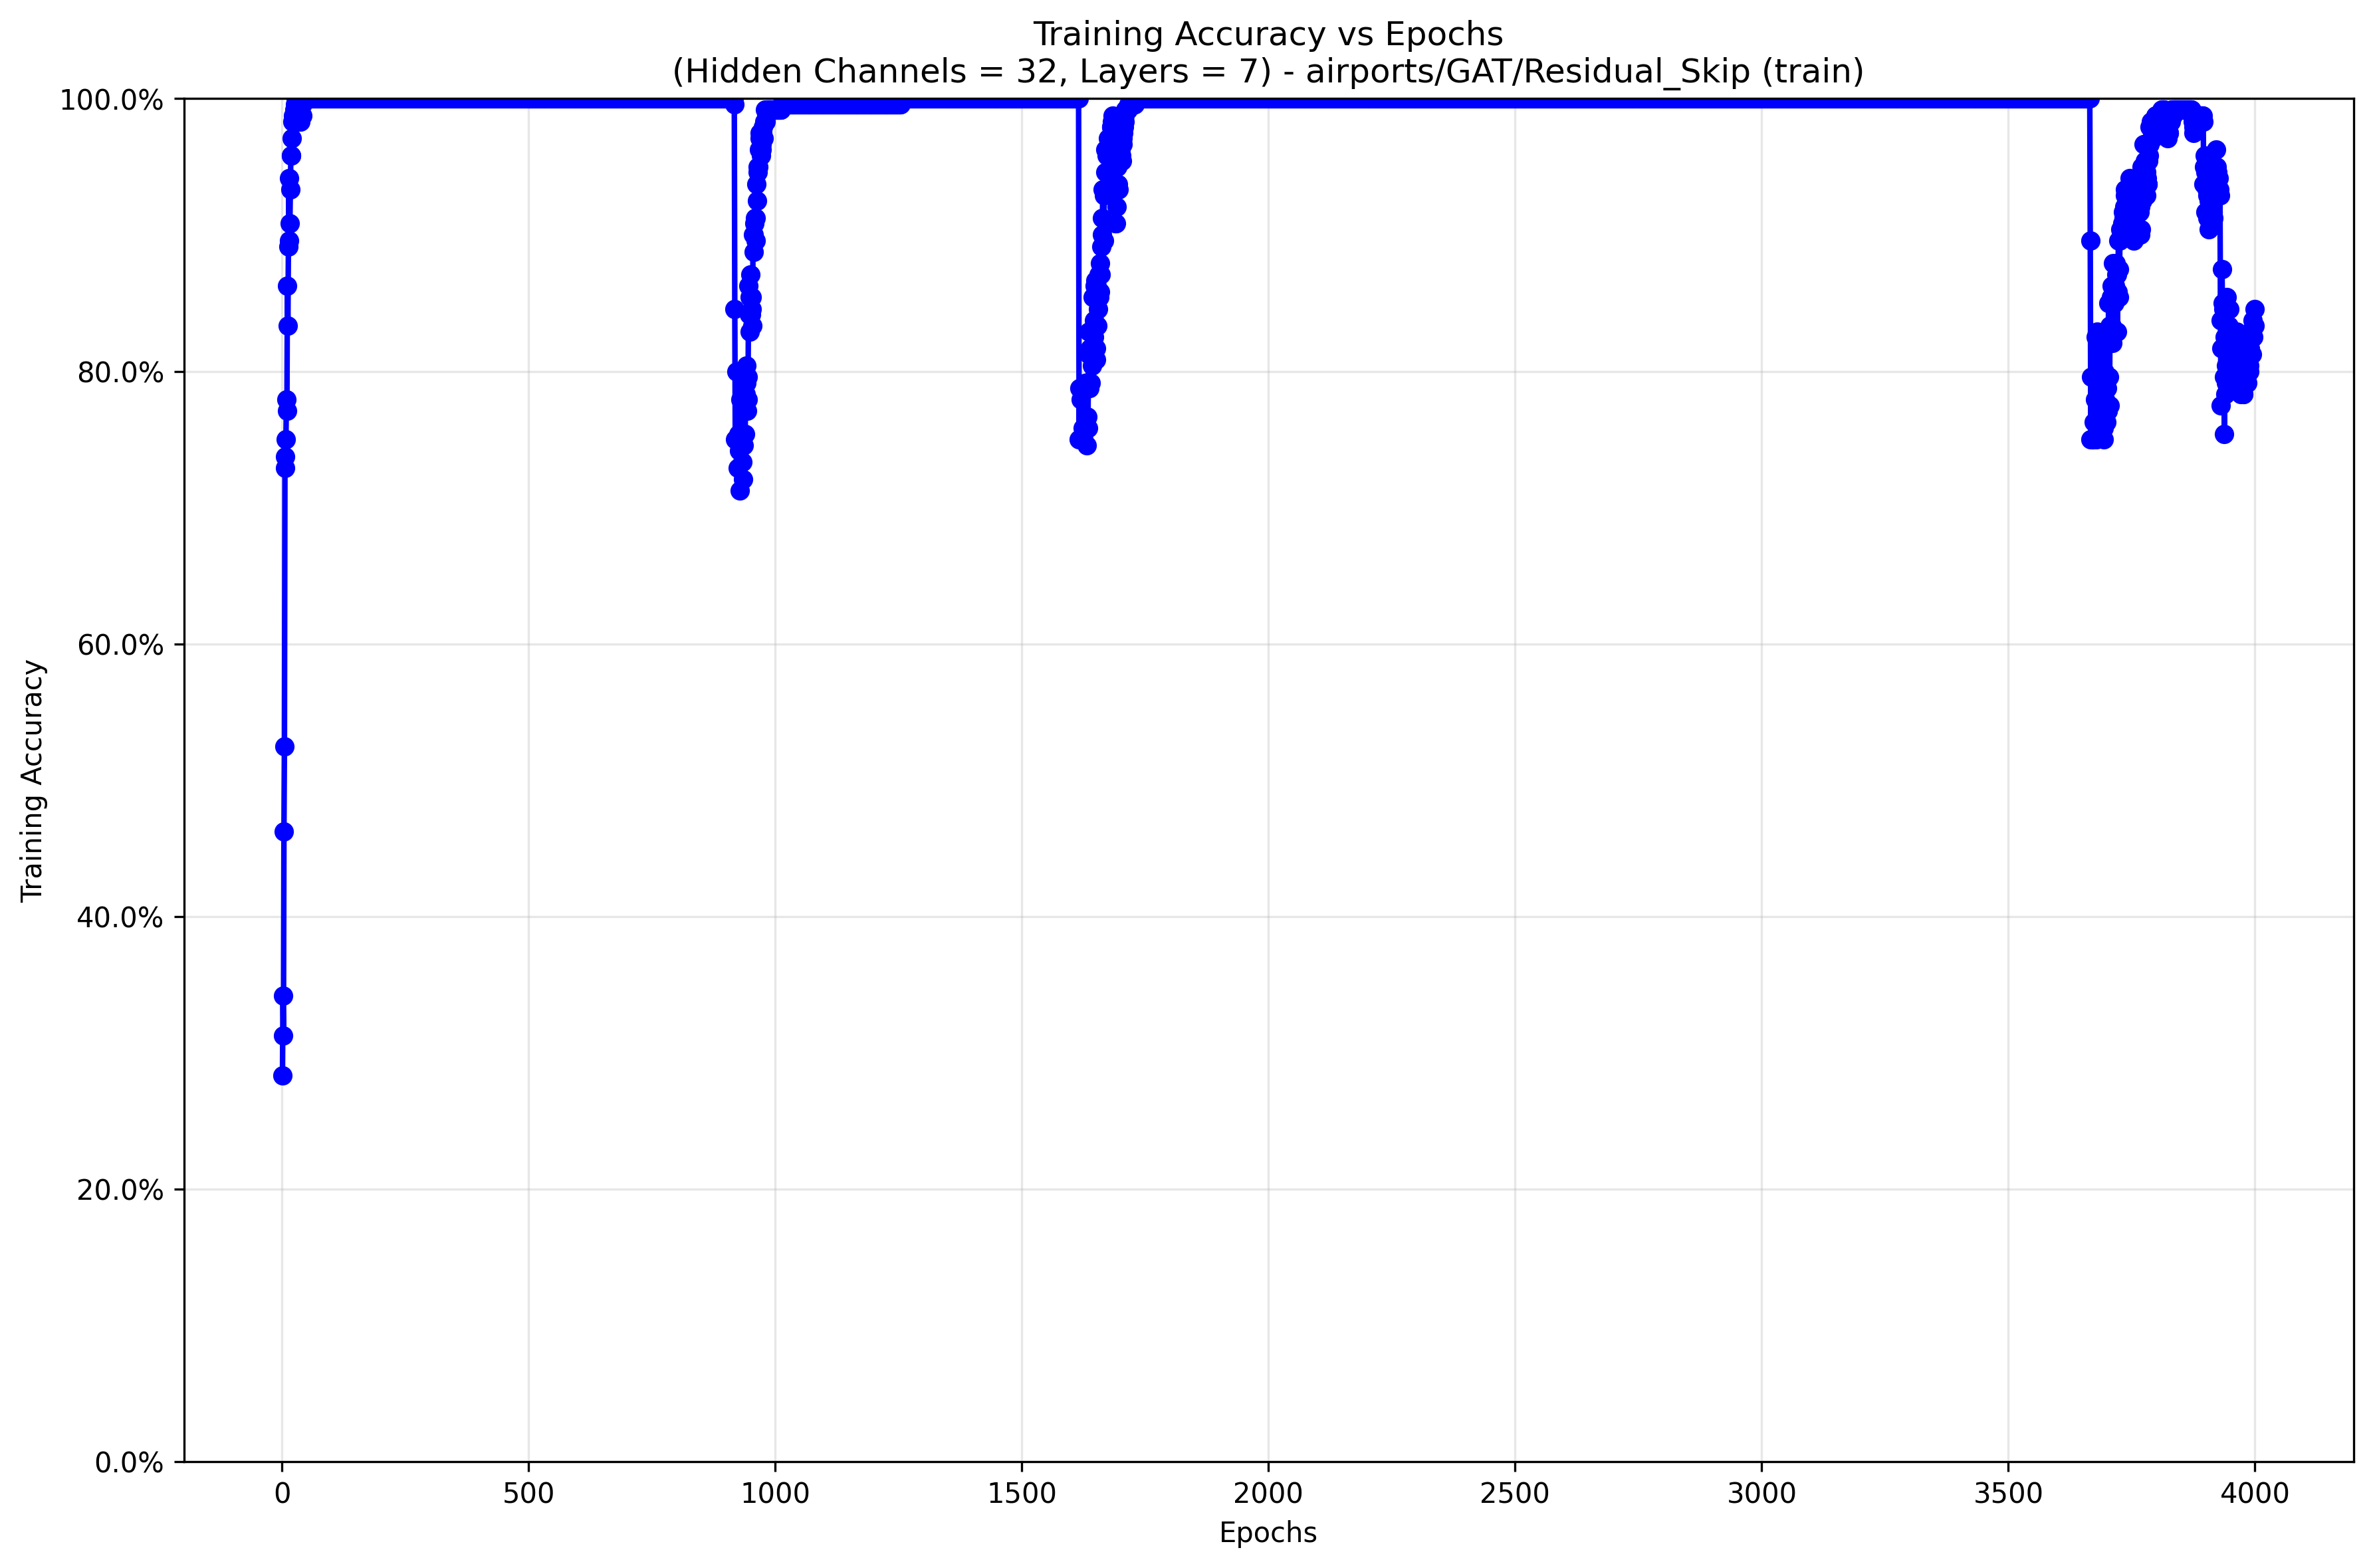 Training Accuracy vs Epochs
(Hidden Channels = 32, Layers = 7) - airports/GAT/Residual_Skip (train)
100.0%
80.0%
60.0%
40.0%
20.0%
0.0%
Training Accuracy
0 500 1000 1500 2000 2500 3000 3500 4000
Epochs